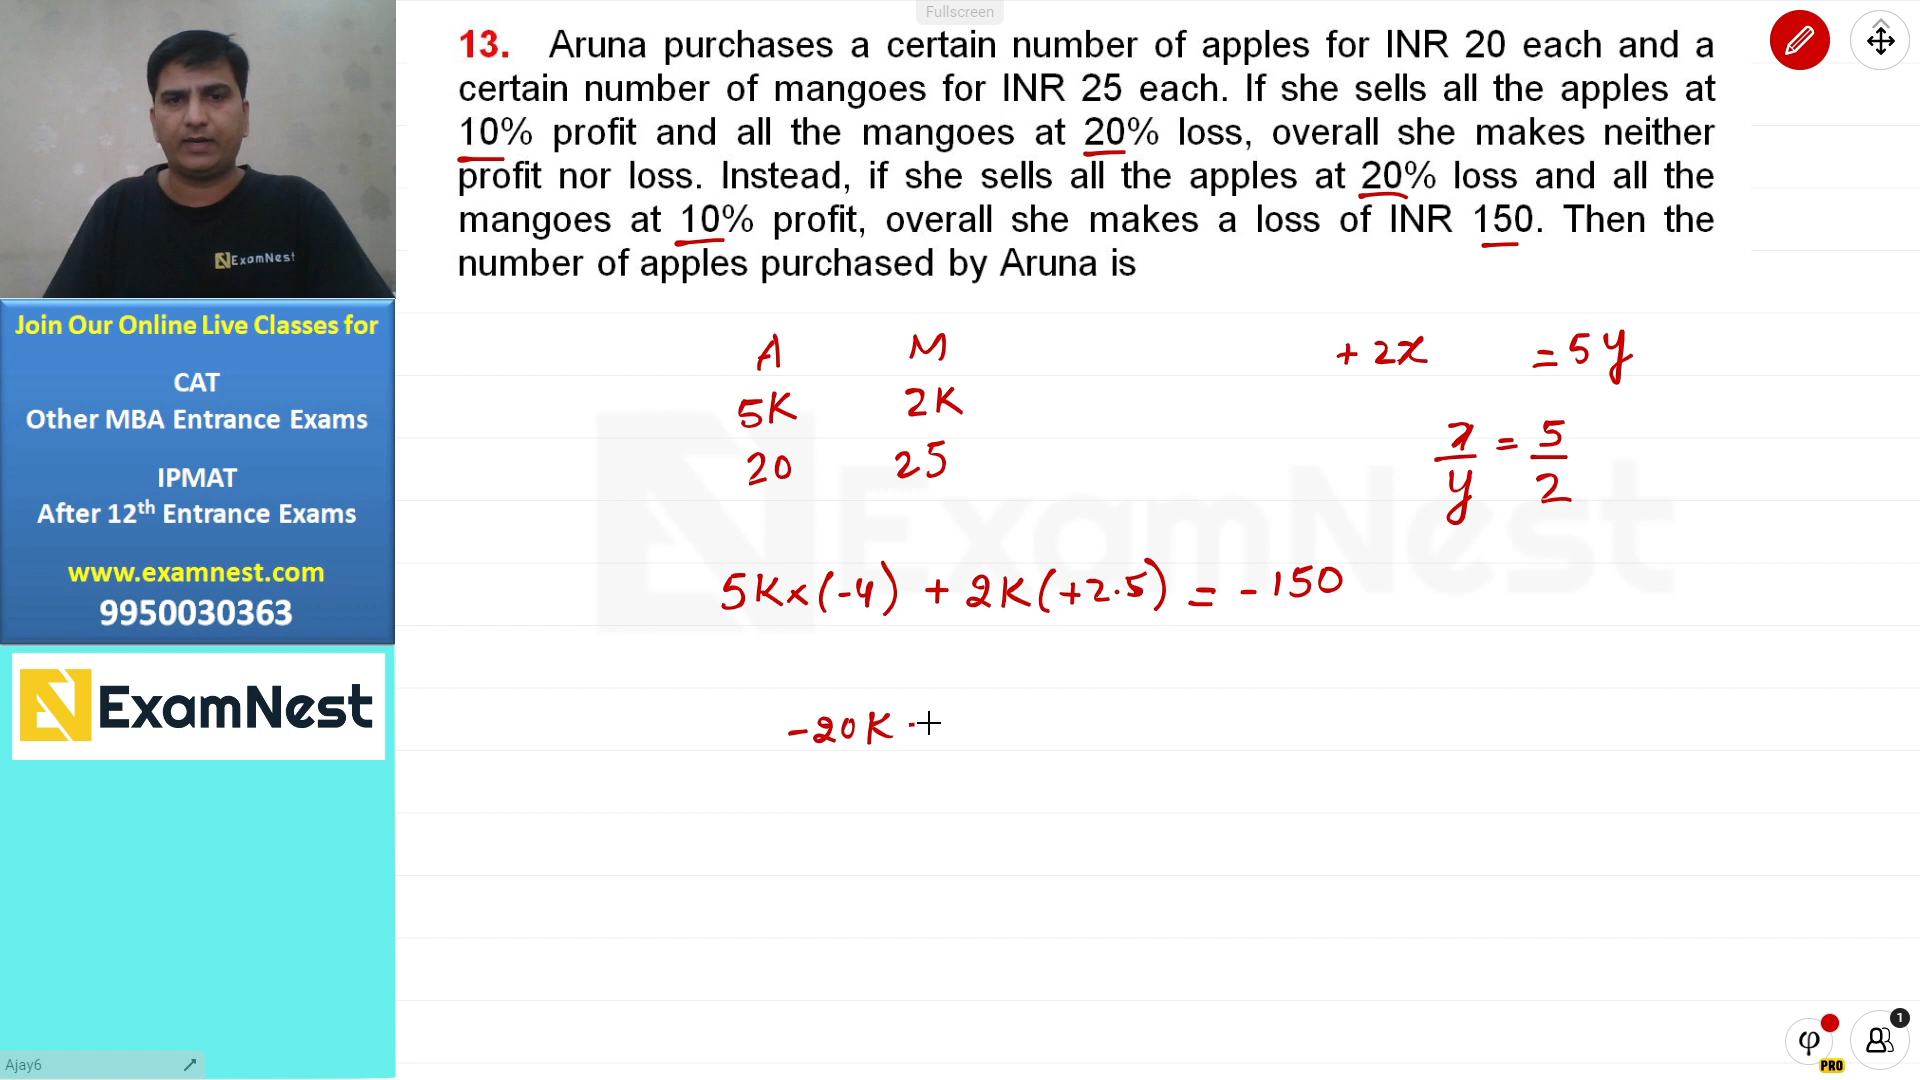 Fullscreen
13. Aruna purchases a certain number of apples for INR 20 each and a
certain number of mangoes for INR 25 each. If she sells all the apples at
10% profit and all the mangoes at 20% loss, overall she makes neither
profit nor loss. Instead, if she sells all the apples at 20% loss and all the
mangoes at 10% profit, overall she makes a loss of INR 150. Then the
number of apples purchased by Aruna is
ExamNest
Join Our Online Live Classes for
CAT
Other MBA Entrance Exams
IPMAT
After 12th Entrance Exams
www.examnest.com
9950030363
ExamNest
A M
5K 2K
20 25
+2x = 5y
x/y = 5/2
ExamNest
5K×(-4) + 2K(+2.5) = -150
-20K
Ajay6
1
φ
PRO